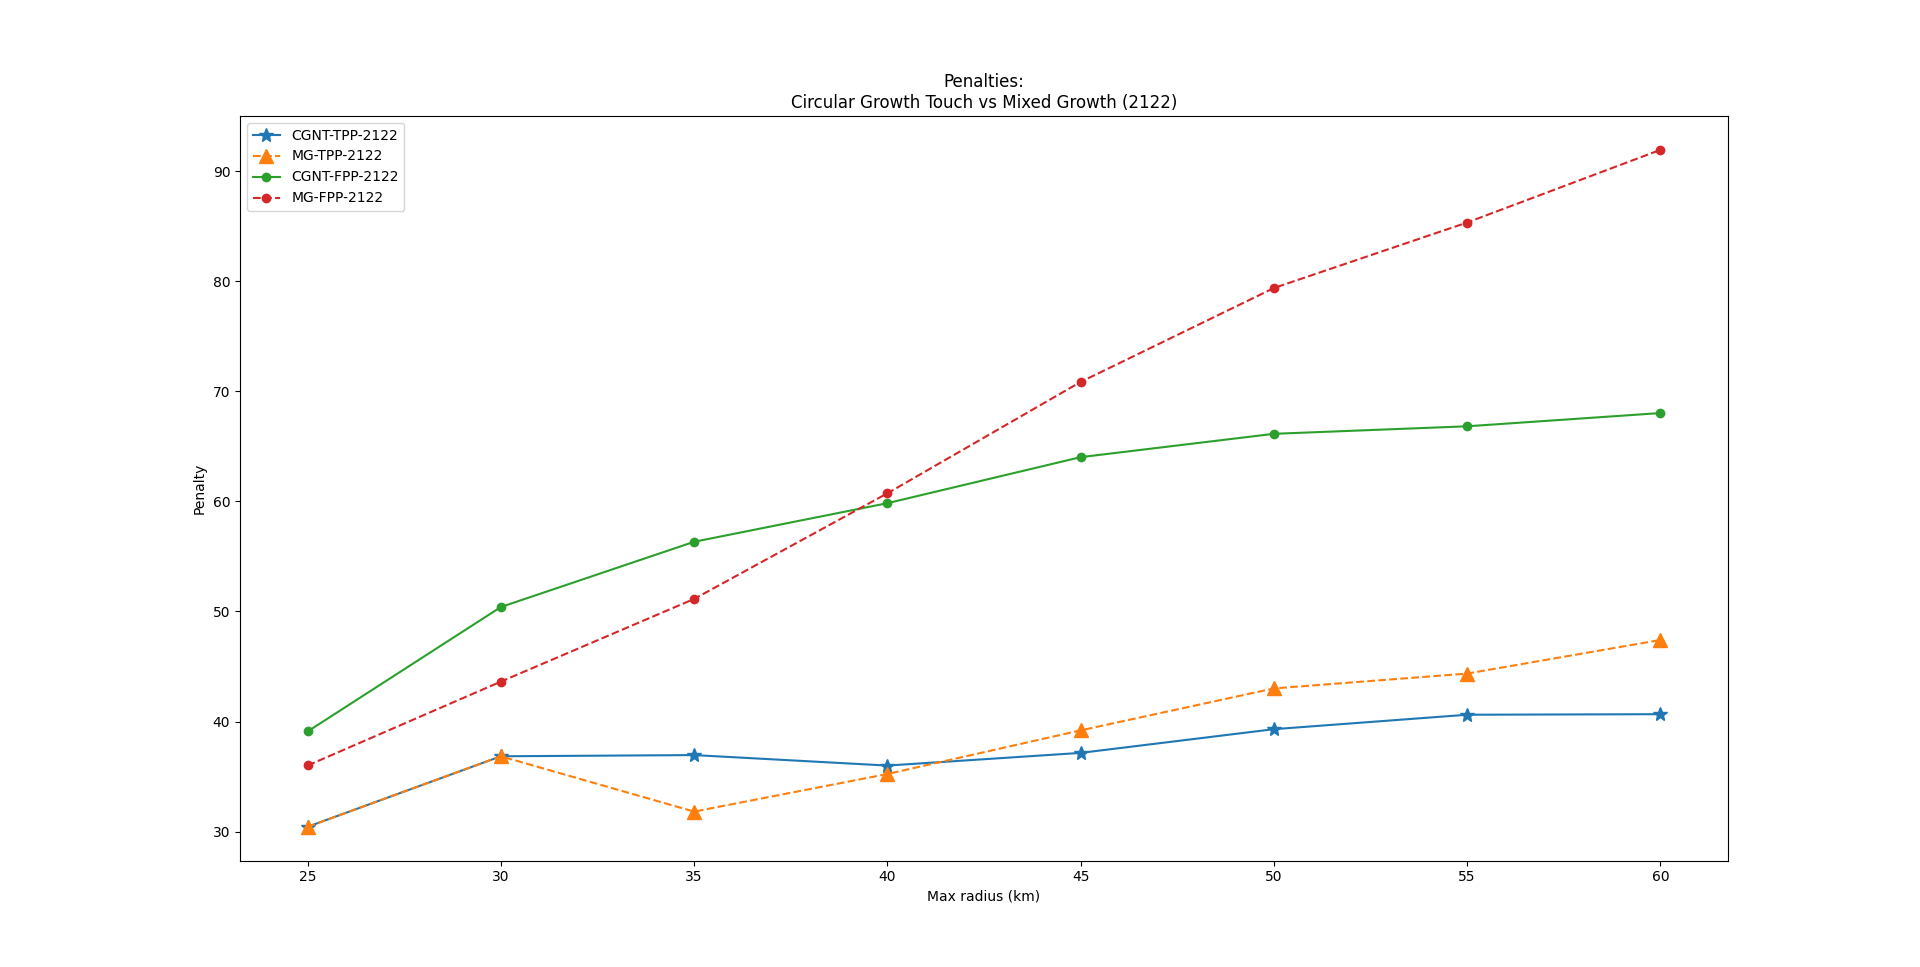 Penalties:
Circular Growth Touch vs Mixed Growth (2122)
CGNT-TPP-2122
MG-TPP-2122
CGNT-FPP-2122
MG-FPP-2122
90
80
70
60
50
40
30
Penalty
25 30 35 40 45 50 55 60
Max radius (km)